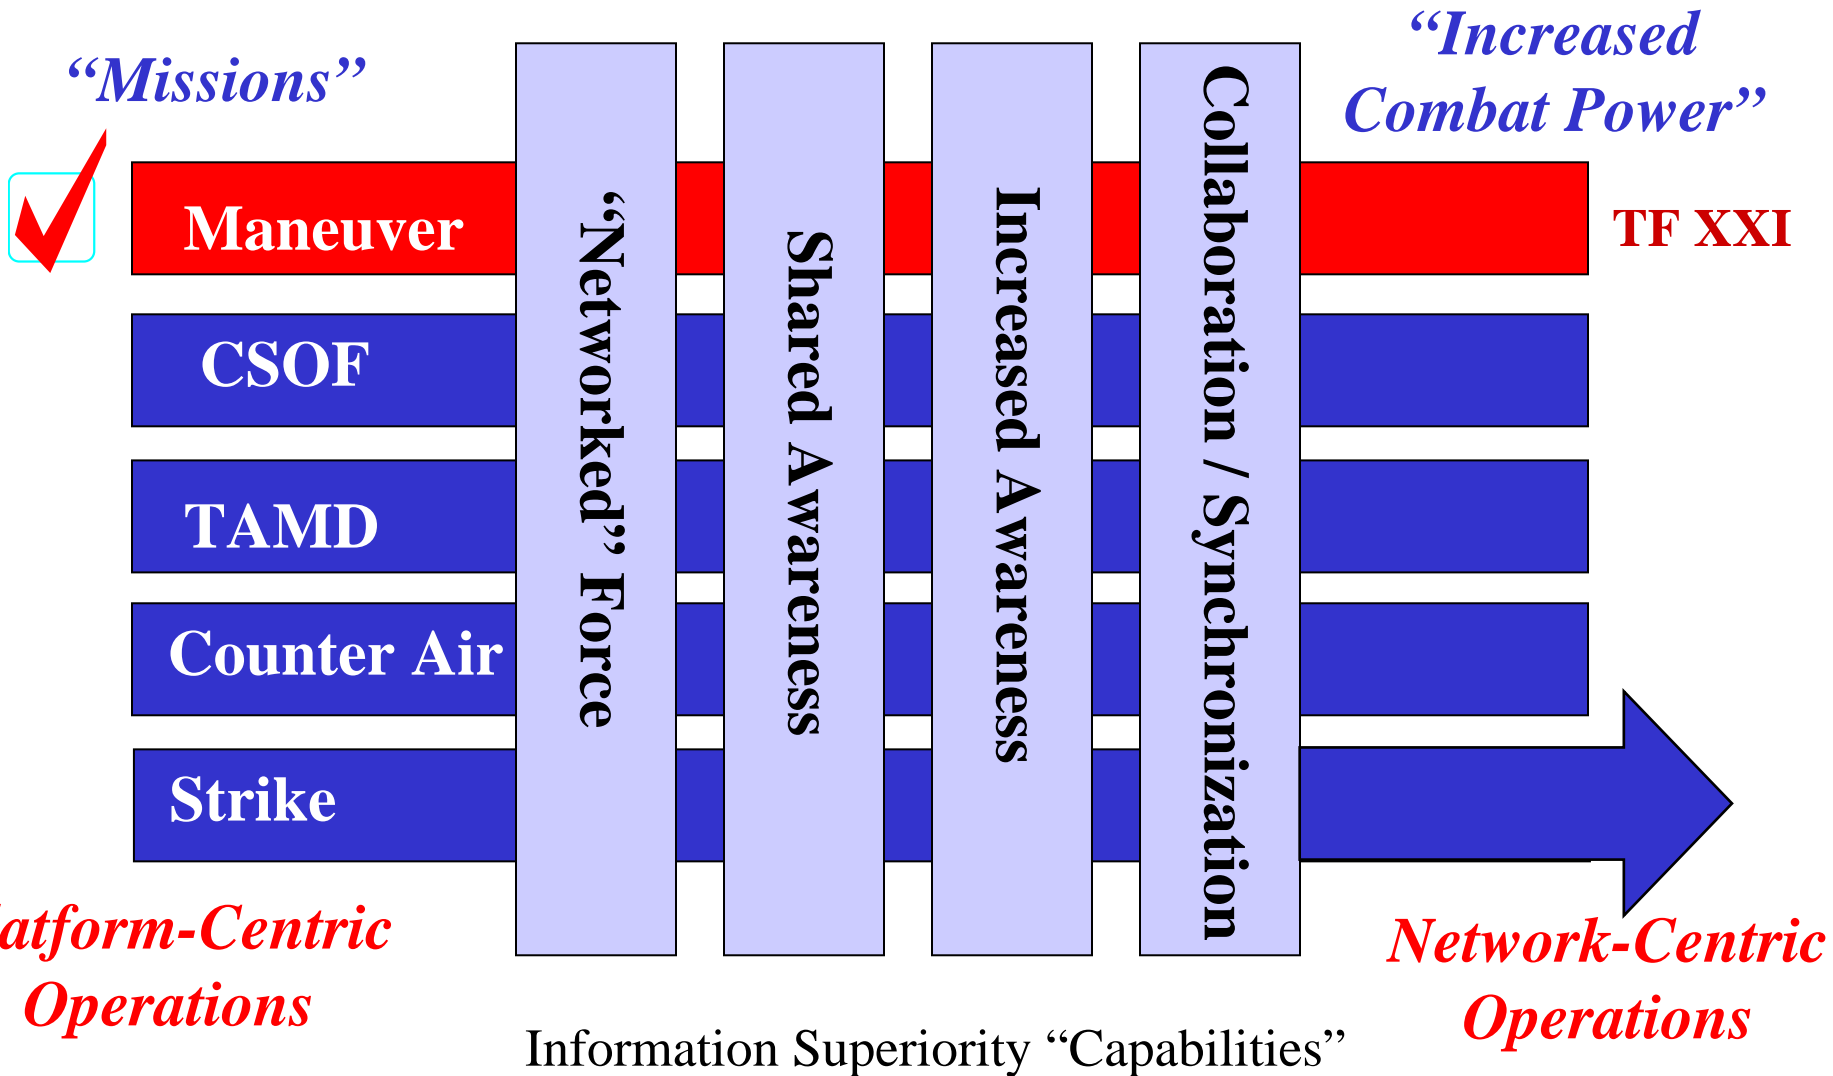 “Missions”
“Increased
Combat Power”
Maneuver
TF XXI
CSOF
TAMD
Counter Air
Strike
“Networked” Force
Shared Awareness
Increased Awareness
Collaboration / Synchronization
latform-Centric
Operations
Network-Centric
Operations
Information Superiority “Capabilities”